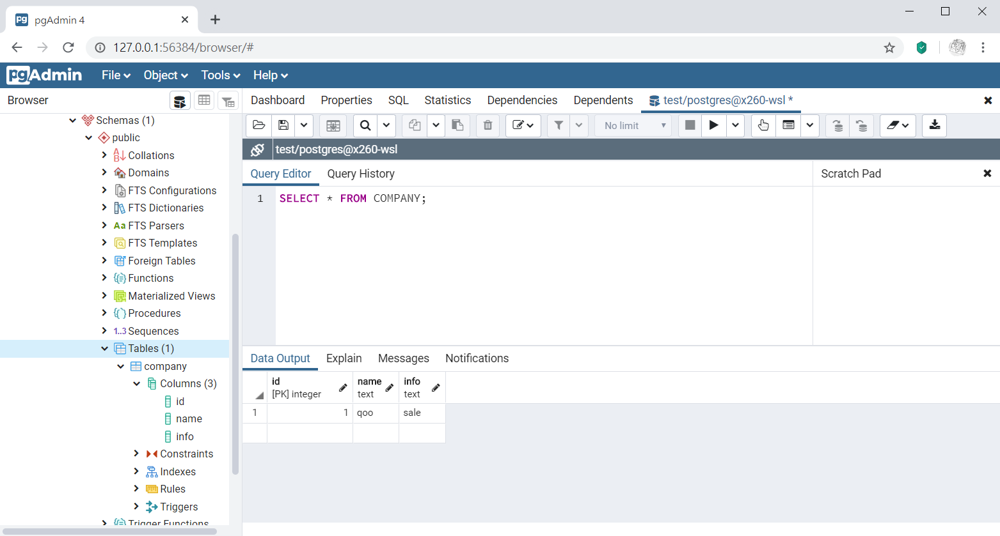 pgAdmin 4
127.0.0.1:56384/browser/#
pgAdmin File Object Tools Help
Browser
Dashboard Properties SQL Statistics Dependencies Dependents test/postgres@x260-wsl *
No limit
test/postgres@x260-wsl
Query Editor Query History Scratch Pad
1 SELECT * FROM COMPANY;
Schemas (1)
public
Collations
Domains
FTS Configurations
FTS Dictionaries
Aa FTS Parsers
FTS Templates
Foreign Tables
Functions
Materialized Views
Procedures
1..3 Sequences
Tables (1)
company
Columns (3)
id
name
info
Constraints
Indexes
Rules
Triggers
Trigger Functions
Data Output Explain Messages Notifications
id name info
[PK] integer text text
1 1 qoo sale